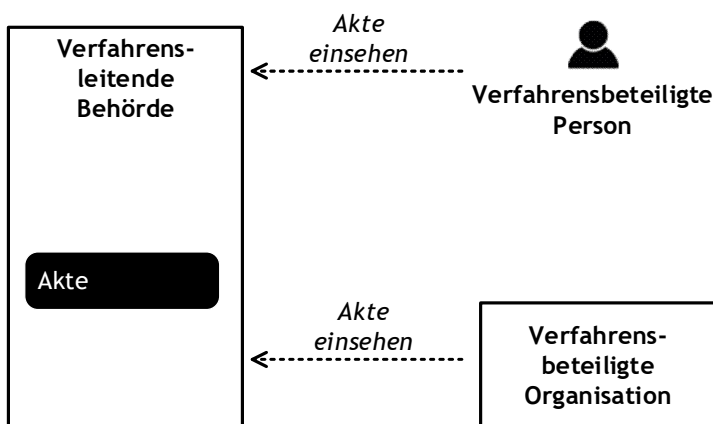 Verfahrens-
leitende
Behörde
Akte
einsehen
Verfahrensbeteiligte
Person
Akte
Akte
einsehen
Verfahrens-
beteiligte
Organisation